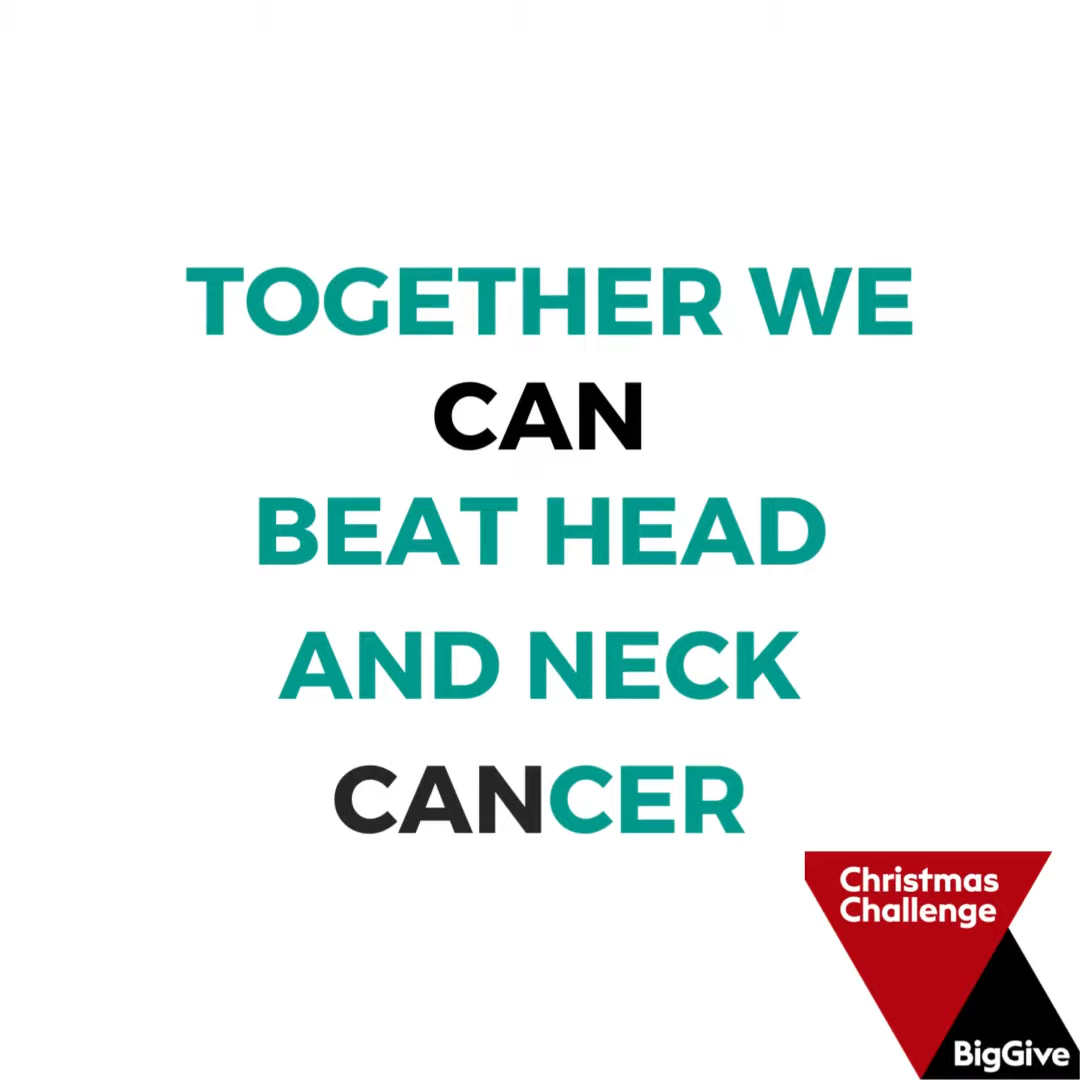 TOGETHER WE
CAN
BEAT HEAD
AND NECK
CANCER
Christmas
Challenge
BigGive